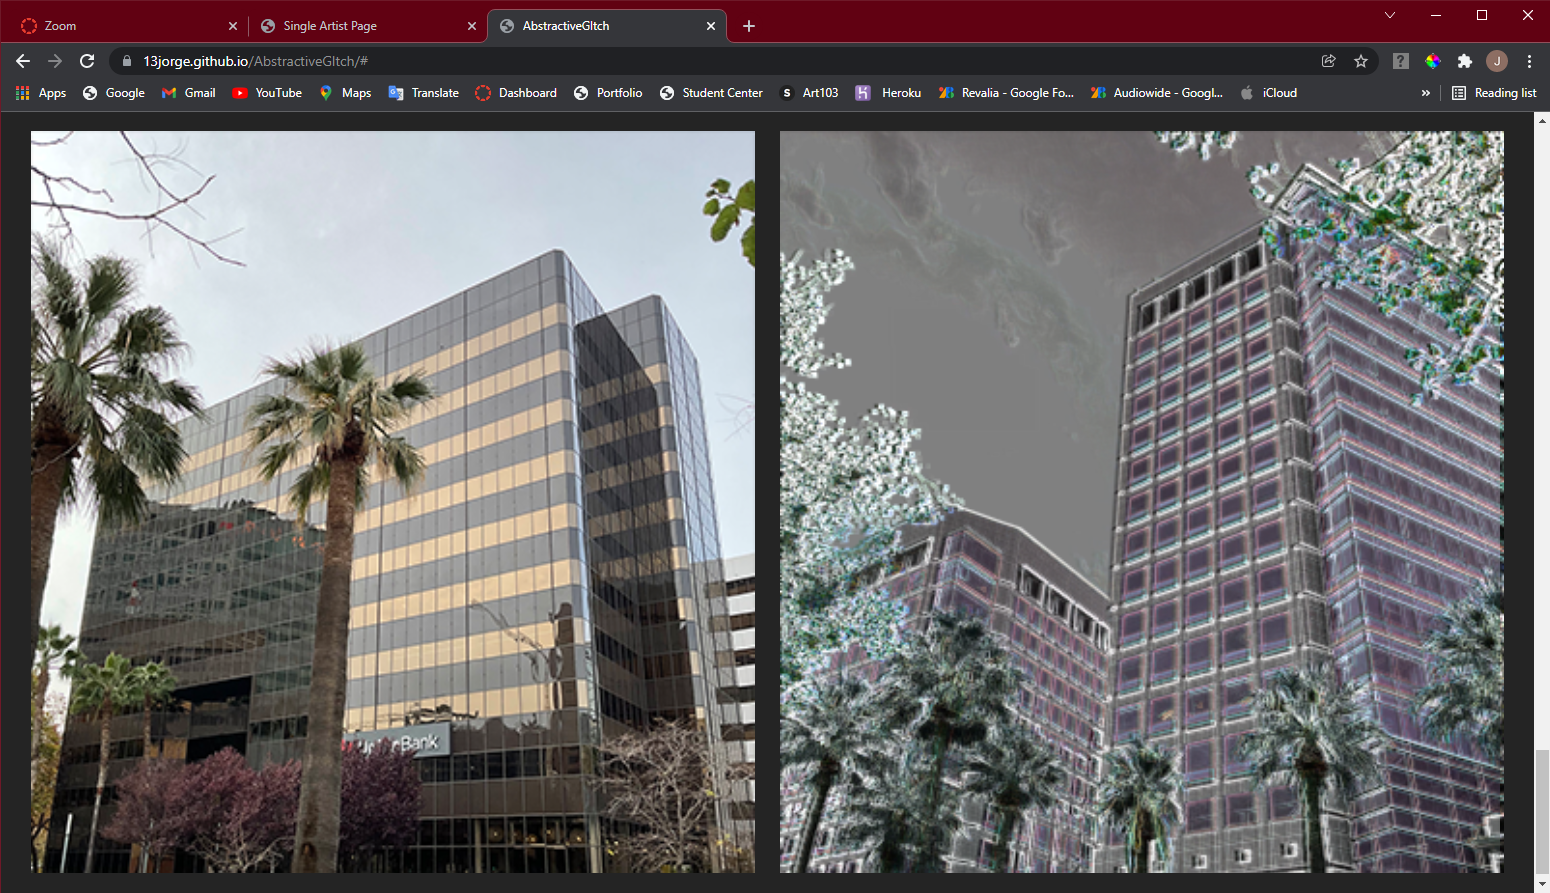 Zoom
Single Artist Page
AbstractiveGltch
13jorge.github.io/AbstractiveGltch/#
J
Apps
Google
Gmail
YouTube
Maps
Translate
Dashboard
Portfolio
Student Center
S
Art103
Heroku
Revalia - Google Fo...
Audiowide - Googl...
iCloud
»
Reading list
Bank